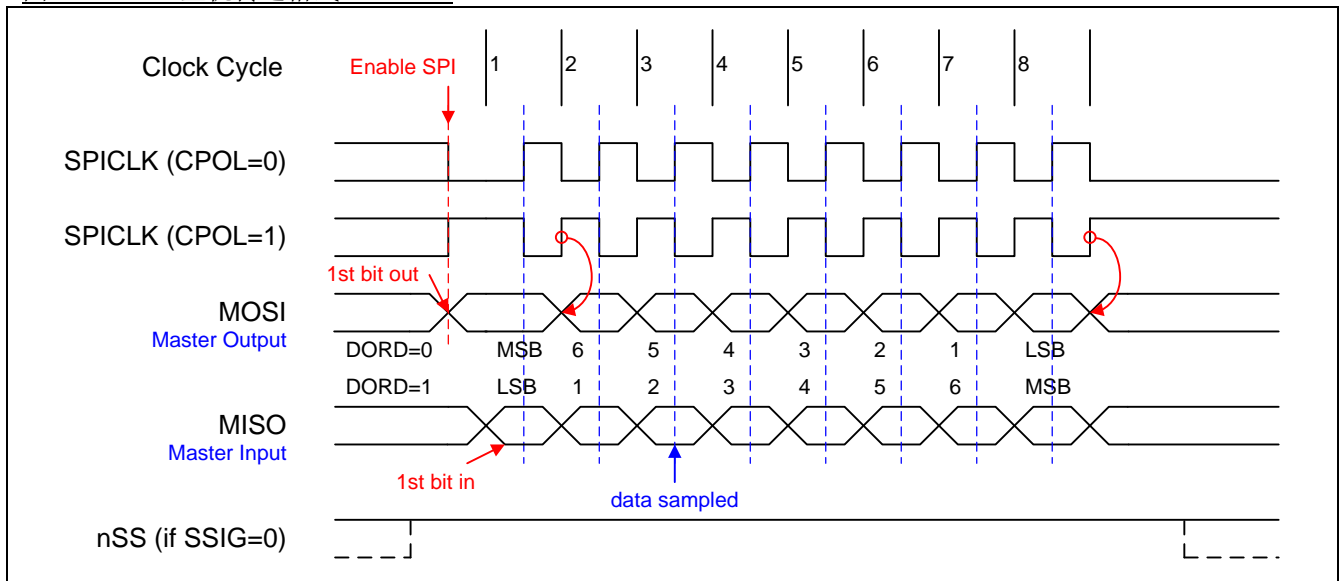 Clock Cycle
Enable SPI
1 2 3 4 5 6 7 8
SPICLK (CPOL=0)
SPICLK (CPOL=1)
1st bit out
MOSI
Master Output
DORD=0 MSB 6 5 4 3 2 1 LSB
DORD=1 LSB 1 2 3 4 5 6 MSB
MISO
Master Input
1st bit in
data sampled
nSS (if SSIG=0)